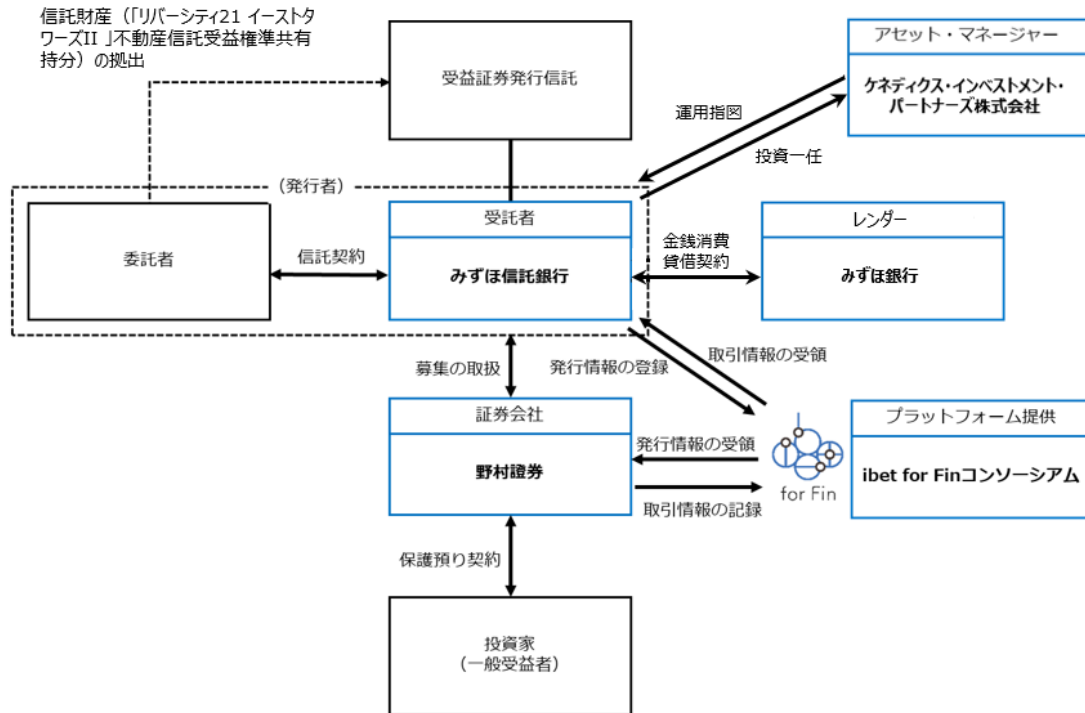 信託財産（「リバーシティ21 イーストタ
ワーズII 」不動産信託受益権準共有
持分）の拠出
受益証券発行信託
アセット・マネージャー
ケネディクス・インベストメント・
パートナーズ株式会社
運用指図
投資一任
（発行者）
委託者
信託契約
受託者
みずほ信託銀行
金銭消費
貸借契約
レンダー
みずほ銀行
募集の取扱
発行情報の登録
取引情報の受領
証券会社
野村證券
発行情報の受領
取引情報の記録
for Fin
プラットフォーム提供
ibet for Finコンソーシアム
保護預り契約
投資家
（一般受益者）